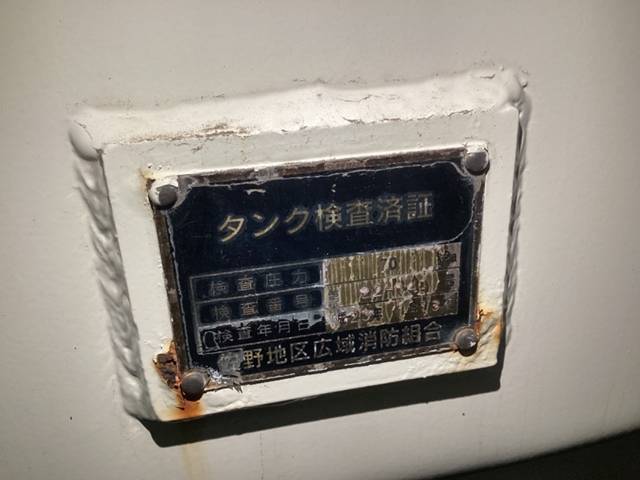 タンク検査済証
検査圧力 70
検査番号
検査年月日
野地区広域消防組合